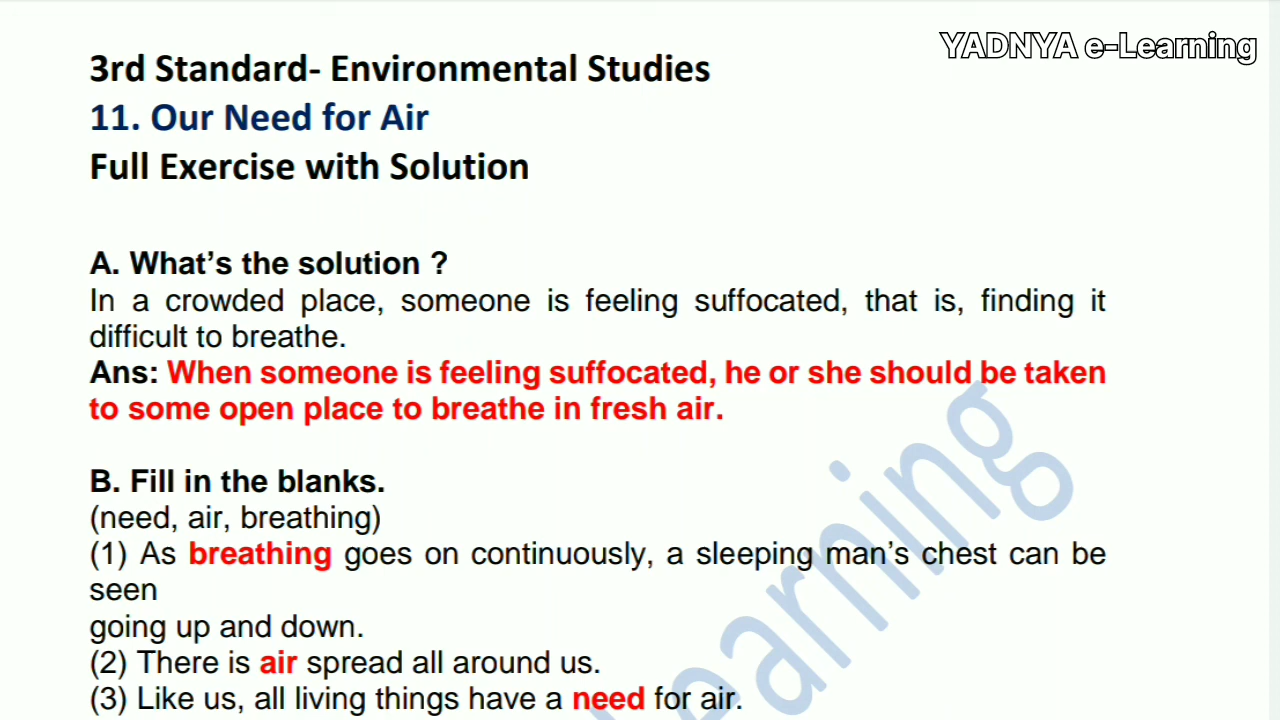 YADNYA e-Learning
3rd Standard- Environmental Studies
11. Our Need for Air
Full Exercise with Solution
A. What’s the solution ?
In a crowded place, someone is feeling suffocated, that is, finding it
difficult to breathe.
Ans: When someone is feeling suffocated, he or she should be taken
to some open place to breathe in fresh air.
B. Fill in the blanks.
(need, air, breathing)
(1) As breathing goes on continuously, a sleeping man’s chest can be
seen
going up and down.
(2) There is air spread all around us.
(3) Like us, all living things have a need for air.
earning